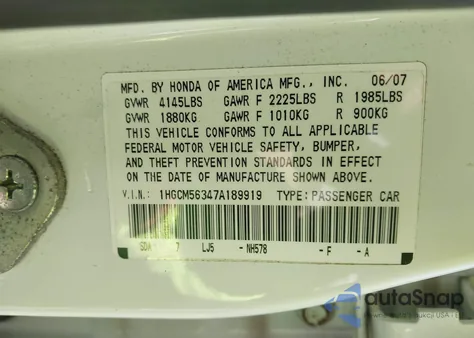 MFD. BY HONDA OF AMERICA MFG., INC. 06/07
GVWR 4145LBS GAWR F 2225LBS R 1985LBS
GVWR 1880KG GAWR F 1010KG R 900KG
THIS VEHICLE CONFORMS TO ALL APPLICABLE
FEDERAL MOTOR VEHICLE SAFETY, BUMPER,
AND THEFT PREVENTION STANDARDS IN EFFECT
ON THE DATE OF MANUFACTURE SHOWN ABOVE.
V.I.N.: 1HGCM56347A189919 TYPE: PASSENGER CAR
SDA 7 LJ5 -NH578 -F -A
autoSnap